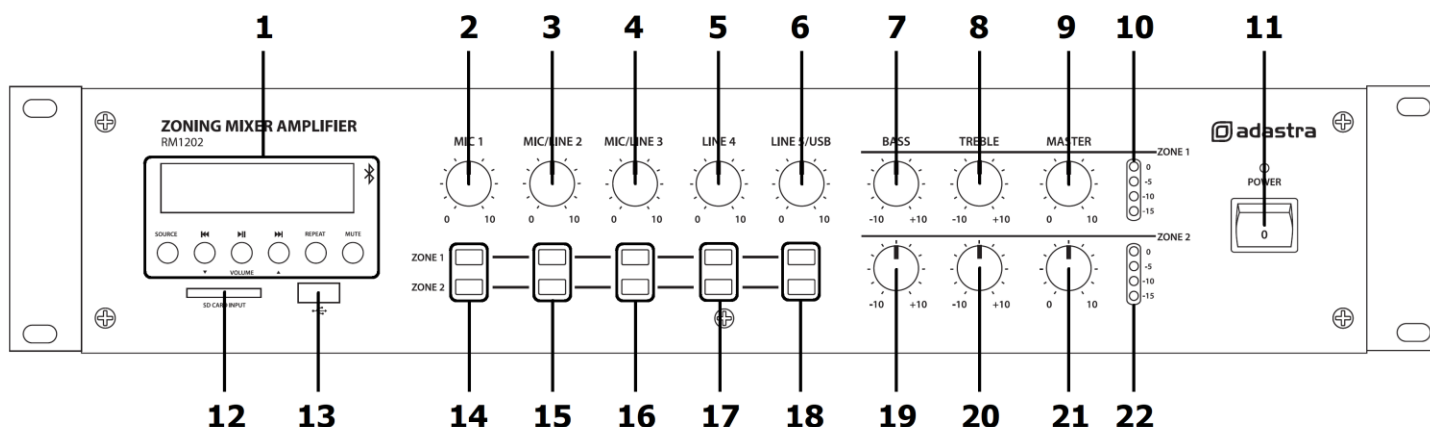 1 2 3 4 5 6 7 8 9 10 11
ZONING MIXER AMPLIFIER
RM1202
MIC 1 MIC/LINE 2 MIC/LINE 3 LINE 4 LINE 5/USB
BASS TREBLE MASTER
ZONE 1
adastra
POWER
0
-5
-10
-15
0
SOURCE REPEAT MUTE
VOLUME
SD CARD INPUT
0 10 0 10 0 10 0 10 0 10
-10 +10 -10 +10 0 10
ZONE 1
ZONE 2
ZONE 2
0
-5
-10
-15
-10 +10 -10 +10 0 10
12 13 14 15 16 17 18 19 20 21 22